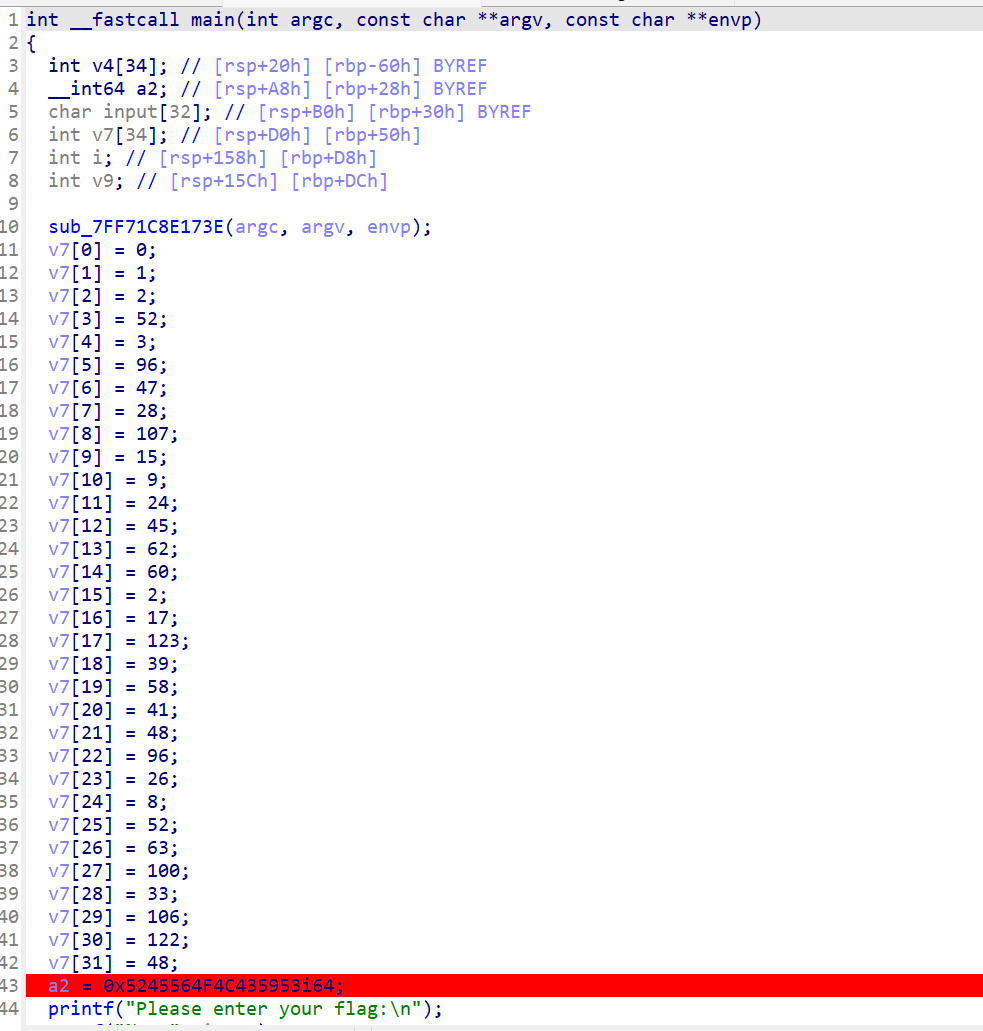 1 int __fastcall main(int argc, const char **argv, const char **envp)
2 {
3 int v4[34]; // [rsp+20h] [rbp-60h] BYREF
4 __int64 a2; // [rsp+A8h] [rbp+28h] BYREF
5 char input[32]; // [rsp+B0h] [rbp+30h] BYREF
6 int v7[34]; // [rsp+D0h] [rbp+50h]
7 int i; // [rsp+158h] [rbp+D8h]
8 int v9; // [rsp+15Ch] [rbp+DCh]
9
10 sub_7FF71C8E173E(argc, argv, envp);
11 v7[0] = 0;
12 v7[1] = 1;
13 v7[2] = 2;
14 v7[3] = 52;
15 v7[4] = 3;
16 v7[5] = 96;
17 v7[6] = 47;
18 v7[7] = 28;
19 v7[8] = 107;
20 v7[9] = 15;
21 v7[10] = 9;
22 v7[11] = 24;
23 v7[12] = 45;
24 v7[13] = 62;
25 v7[14] = 60;
26 v7[15] = 2;
27 v7[16] = 17;
28 v7[17] = 123;
29 v7[18] = 39;
30 v7[19] = 58;
31 v7[20] = 41;
32 v7[21] = 48;
33 v7[22] = 96;
34 v7[23] = 26;
35 v7[24] = 8;
36 v7[25] = 52;
37 v7[26] = 63;
38 v7[27] = 100;
39 v7[28] = 33;
40 v7[29] = 106;
41 v7[30] = 122;
42 v7[31] = 48;
43 a2 = 0x5245564F4C435953i64;
44 printf("Please enter your flag:\n");